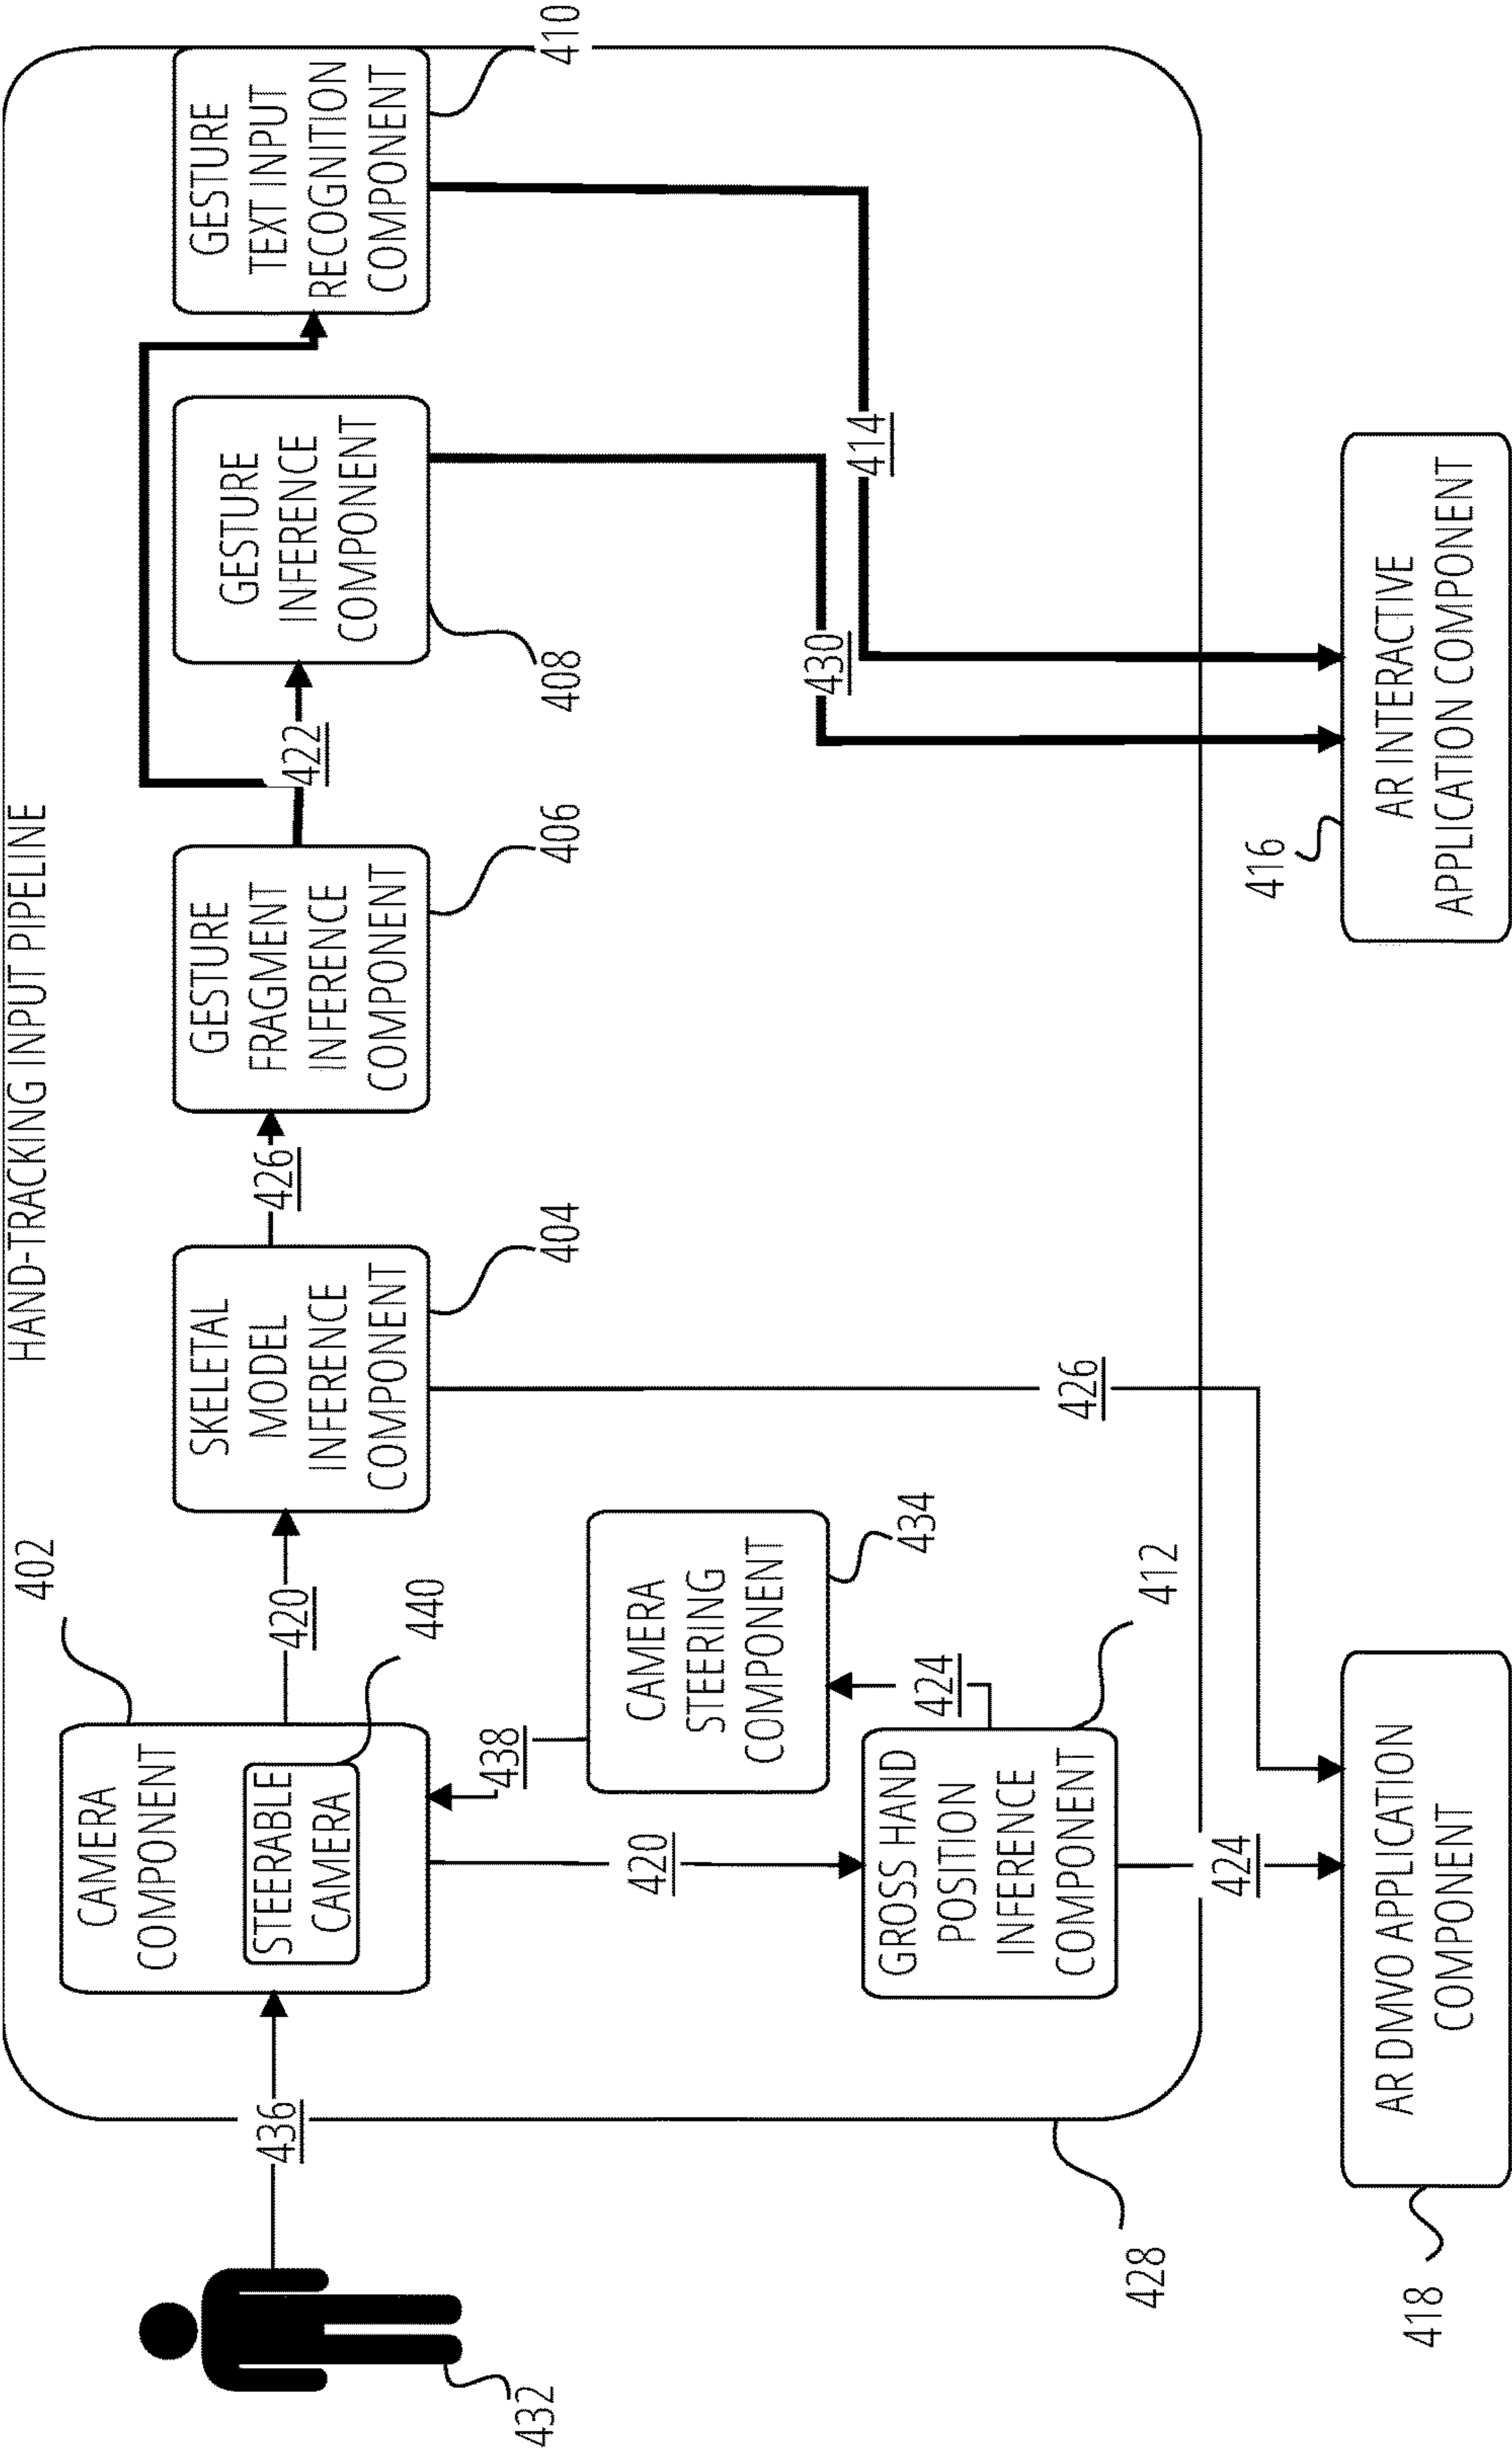 HAND-TRACKING INPUT PIPELINE
402
CAMERA
COMPONENT
STEERABLE
CAMERA
440
420
SKELETAL
MODEL
INFERENCE
COMPONENT
404
426
GESTURE
FRAGMENT
INFERENCE
COMPONENT
406
422
GESTURE
INFERENCE
COMPONENT
408
GESTURE
TEXT INPUT
RECOGNITION
COMPONENT
410
436
432
438
420
CAMERA
STEERING
COMPONENT
434
424
GROSS HAND
POSITION
INFERENCE
COMPONENT
412
426
430
414
424
428
418
AR DMVO APPLICATION
COMPONENT
416
AR INTERACTIVE
APPLICATION COMPONENT